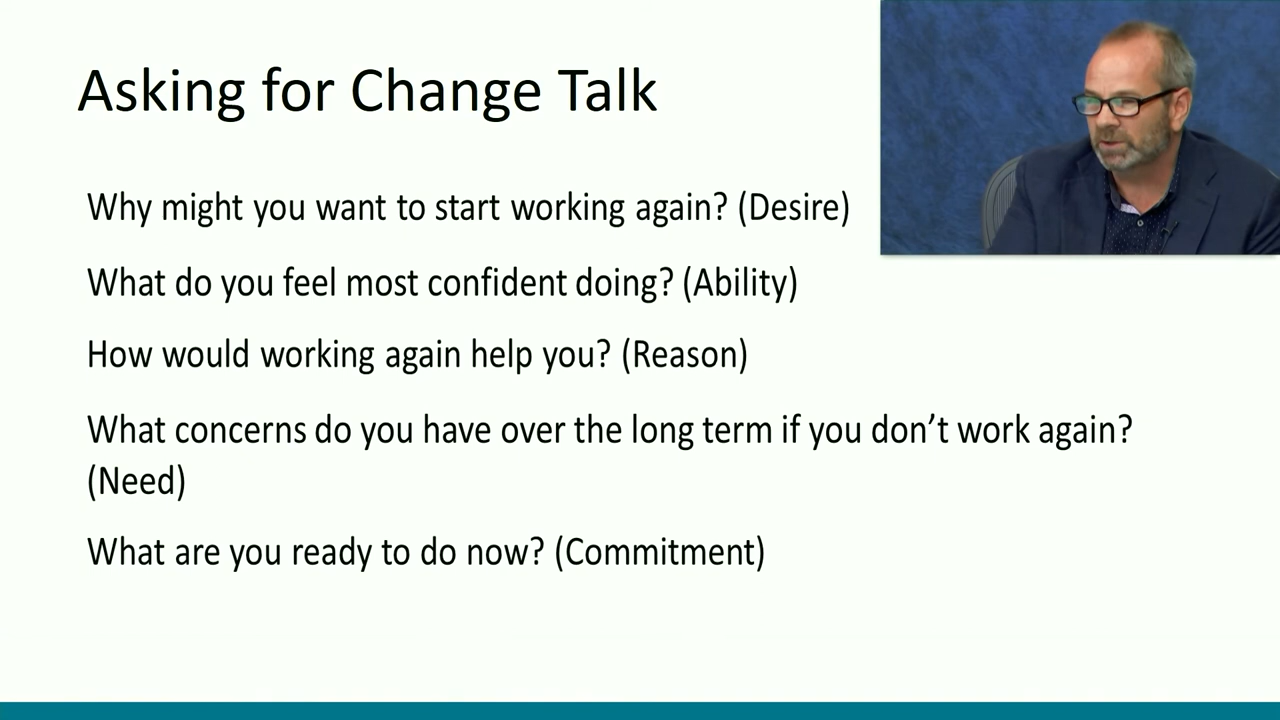 Asking for Change Talk
Why might you want to start working again? (Desire)
What do you feel most confident doing? (Ability)
How would working again help you? (Reason)
What concerns do you have over the long term if you don’t work again?
(Need)
What are you ready to do now? (Commitment)